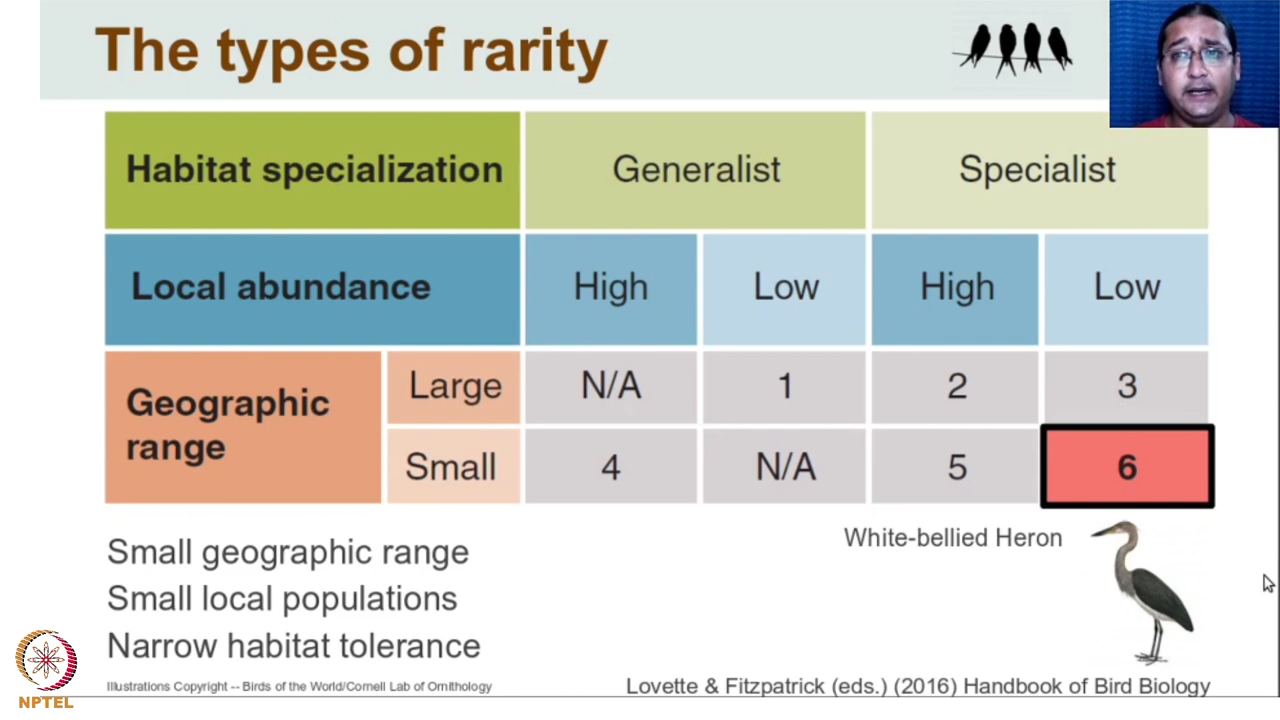 The types of rarity
Habitat specialization Generalist Specialist
Local abundance High Low High Low
Geographic range Large N/A 1 2 3
Small 4 N/A 5 6
White-bellied Heron
Small geographic range
Small local populations
Narrow habitat tolerance
Illustrations Copyright -- Birds of the World/Cornell Lab of Ornithology
Lovette & Fitzpatrick (eds.) (2016) Handbook of Bird Biology
NPTEL